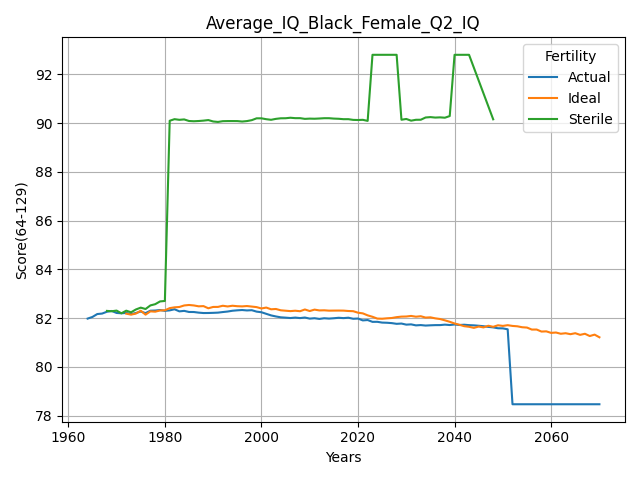 Average_IQ_Black_Female_Q2_IQ
Fertility
Actual
Ideal
Sterile
Score(64-129)
92
90
88
86
84
82
80
78
1960
1980
2000
2020
2040
2060
Years